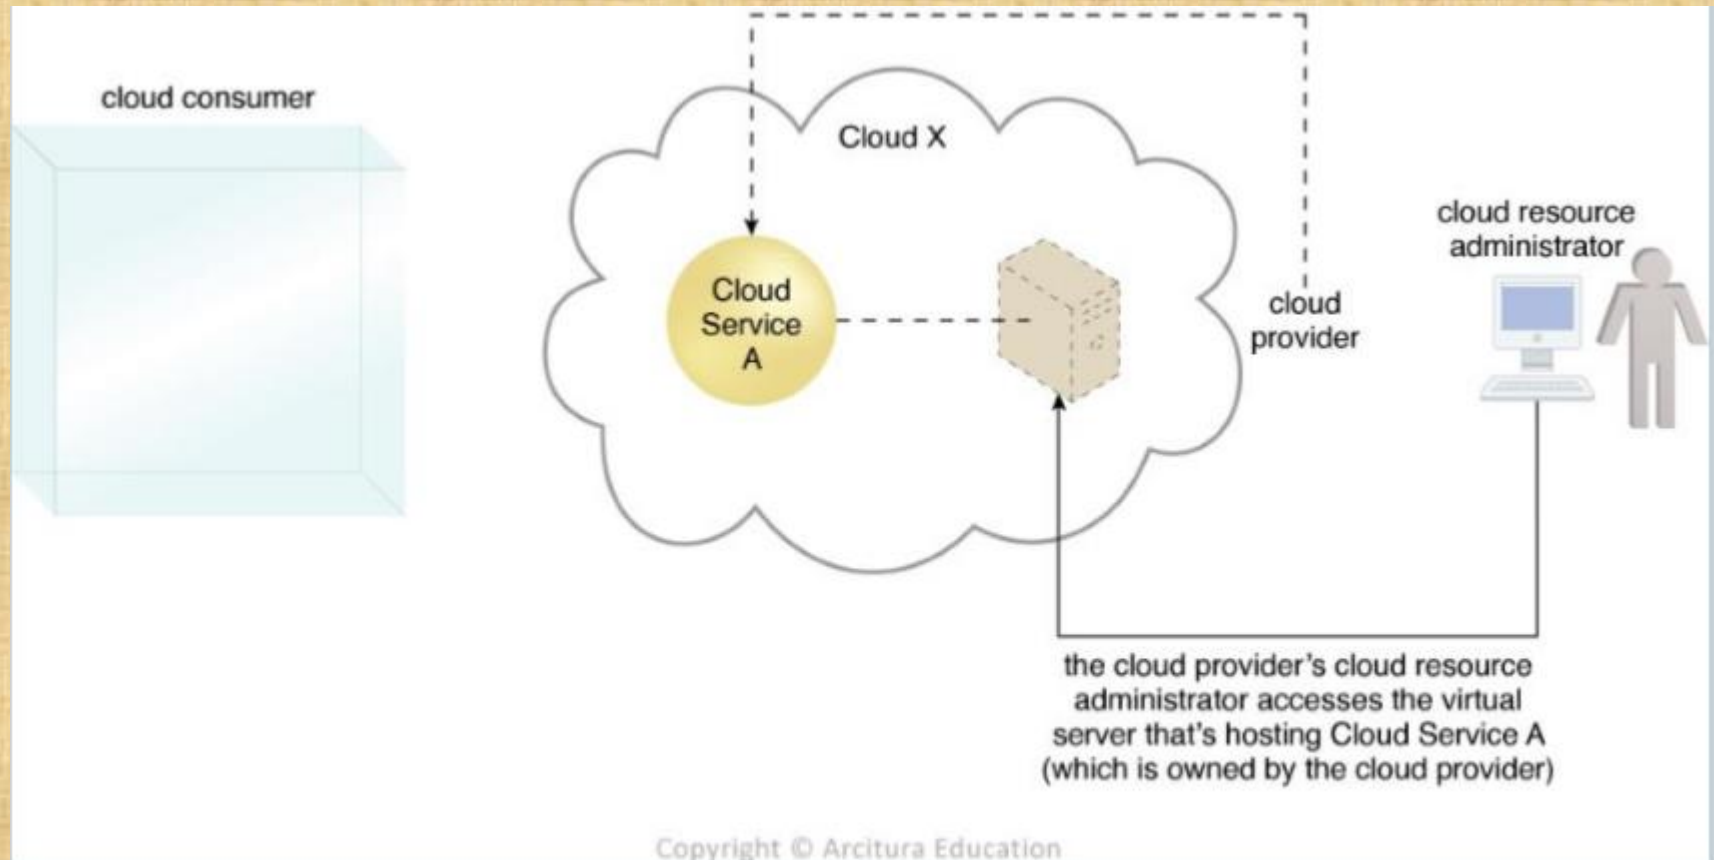 cloud consumer
Cloud X
cloud resource
administrator
Cloud
Service
A
cloud
provider
the cloud provider's cloud resource
administrator accesses the virtual
server that's hosting Cloud Service A
(which is owned by the cloud provider)
Copyright © Arcitura Education